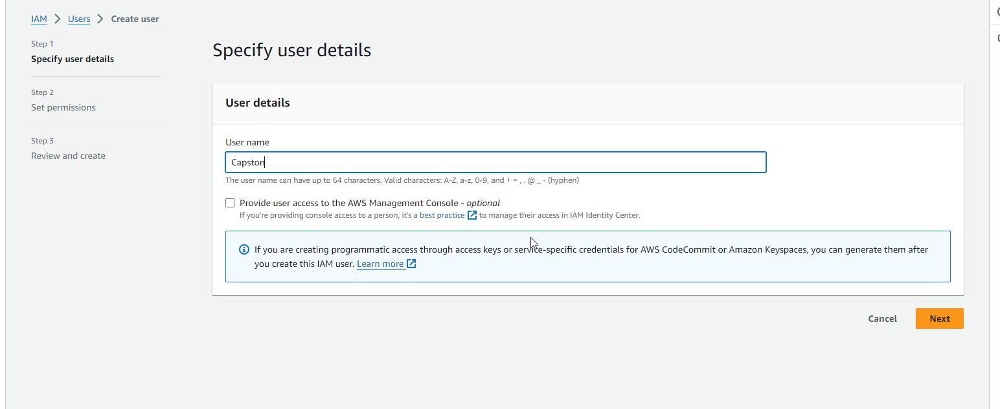 IAM > Users > Create user
Step 1
Specify user details
Step 2
Set permissions
Step 3
Review and create
Specify user details
User details
User name
Capston
The user name can have up to 64 characters. Valid characters: A-Z, a-z, 0-9, and + = , . @ _ - (hyphen)
Provide user access to the AWS Management Console - optional
If you're providing console access to a person, it's a best practice to manage their access in IAM Identity Center.
If you are creating programmatic access through access keys or service-specific credentials for AWS CodeCommit or Amazon Keyspaces, you can generate them after
you create this IAM user. Learn more
Cancel
Next